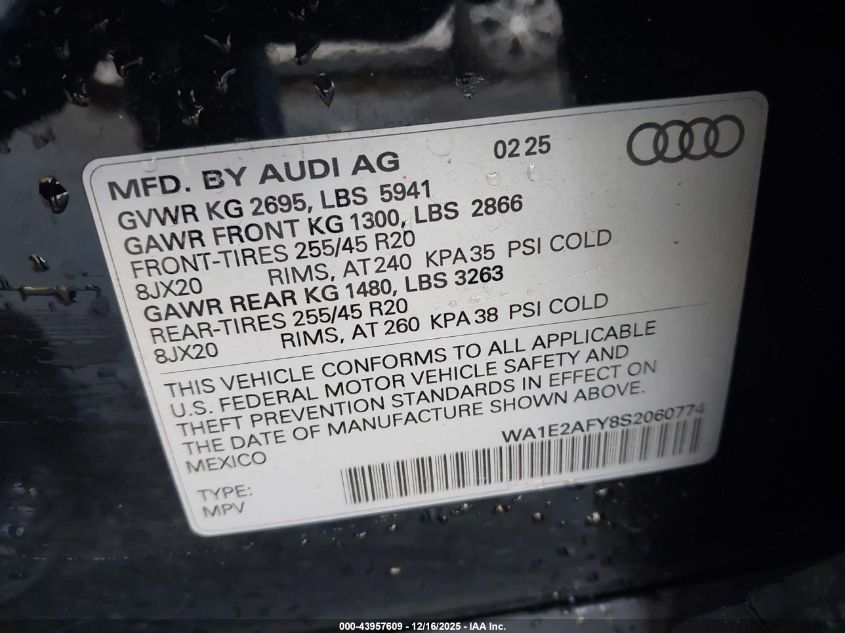 MFD. BY AUDI AG 02 25
GVWR KG 2695, LBS 5941
GAWR FRONT KG 1300, LBS 2866
FRONT-TIRES 255/45 R20
8JX20 RIMS, AT 240 KPA 35 PSI COLD
GAWR REAR KG 1480, LBS 3263
REAR-TIRES 255/45 R20
8JX20 RIMS, AT 260 KPA 38 PSI COLD
THIS VEHICLE CONFORMS TO ALL APPLICABLE
U.S. FEDERAL MOTOR VEHICLE SAFETY AND
THEFT PREVENTION STANDARDS IN EFFECT ON
THE DATE OF MANUFACTURE SHOWN ABOVE.
MEXICO WA1E2AFY8S2060774
TYPE:
MPV
000-43957609 - 12/16/2025 - IAA Inc.